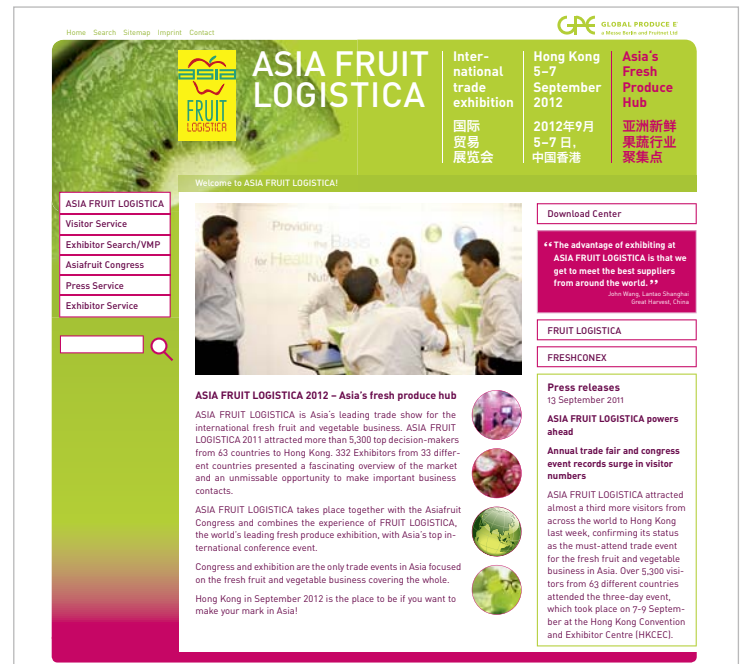 Home Search Sitemap Imprint Contact
GPE GLOBAL PRODUCE E
a Messe Berlin and Fruitnet Ltd
asia
FRUIT
LOGISTICA
ASIA FRUIT
LOGISTICA
Inter-
national
trade
exhibition
国际
贸易
展览会
Hong Kong
5–7
September
2012
2012年9月
5–7 日,
中国香港
Asia's
Fresh
Produce
Hub
亚洲新鲜
果蔬行业
聚集点
Welcome to ASIA FRUIT LOGISTICA!
ASIA FRUIT LOGISTICA
Visitor Service
Exhibitor Search/VMP
Asiafruit Congress
Press Service
Exhibitor Service
Providing
the Basis
for Health
Nut
ASIA FRUIT LOGISTICA 2012 – Asia's fresh produce hub
ASIA FRUIT LOGISTICA is Asia's leading trade show for the
international fresh fruit and vegetable business. ASIA FRUIT
LOGISTICA 2011 attracted more than 5,300 top decision-makers
from 63 countries to Hong Kong. 332 Exhibitors from 33 differ-
ent countries presented a fascinating overview of the market
and an unmissable opportunity to make important business
contacts.
ASIA FRUIT LOGISTICA takes place together with the Asiafruit
Congress and combines the experience of FRUIT LOGISTICA,
the world's leading fresh produce exhibition, with Asia's top in-
ternational conference event.
Congress and exhibition are the only trade events in Asia focused
on the fresh fruit and vegetable business covering the whole.
Hong Kong in September 2012 is the place to be if you want to
make your mark in Asia!
Download Center
“The advantage of exhibiting at
ASIA FRUIT LOGISTICA is that we
get to meet the best suppliers
from around the world.”
John Wang, Lantao Shanghai
Great Harvest, China
FRUIT LOGISTICA
FRESHCONEX
Press releases
13 September 2011
ASIA FRUIT LOGISTICA powers
ahead
Annual trade fair and congress
event records surge in visitor
numbers
ASIA FRUIT LOGISTICA attracted
almost a third more visitors from
across the world to Hong Kong
last week, confirming its status
as the must-attend trade event
for the fresh fruit and vegetable
business in Asia. Over 5,300 visi-
tors from 63 different countries
attended the three-day event,
which took place on 7-9 Septem-
ber at the Hong Kong Convention
and Exhibitor Centre (HKCEC).